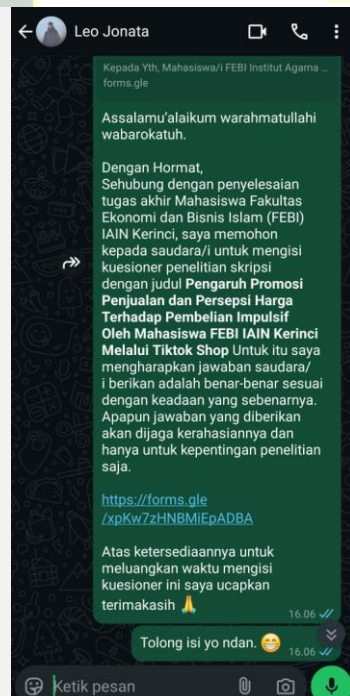 Leo Jonata
Kepada Yth, Mahasiswa/i FEBI Institut Agama ...
forms.gle
Assalamu'alaikum warahmatullahi
wabarokatuh.
Dengan Hormat,
Sehubung dengan penyelesaian
tugas akhir Mahasiswa Fakultas
Ekonomi dan Bisnis Islam (FEBI)
IAIN Kerinci, saya memohon
kepada saudara/i untuk mengisi
kuesioner penelitian skripsi
dengan judul Pengaruh Promosi
Penjualan dan Persepsi Harga
Terhadap Pembelian Impulsif
Oleh Mahasiswa FEBI IAIN Kerinci
Melalui Tiktok Shop Untuk itu saya
mengharapkan jawaban saudara/
i berikan adalah benar-benar sesuai
dengan keadaan yang sebenarnya.
Apapun jawaban yang diberikan
akan dijaga kerahasiannya dan
hanya untuk kepentingan penelitian
saja.
https://forms.gle
/xpKw7zHNBMiEpADBA
Atas ketersediaannya untuk
meluangkan waktu mengisi
kuesioner ini saya ucapkan
terimakasih 🙏
16.06
Tolong isi yo ndan. 😁
16.06
Ketik pesan